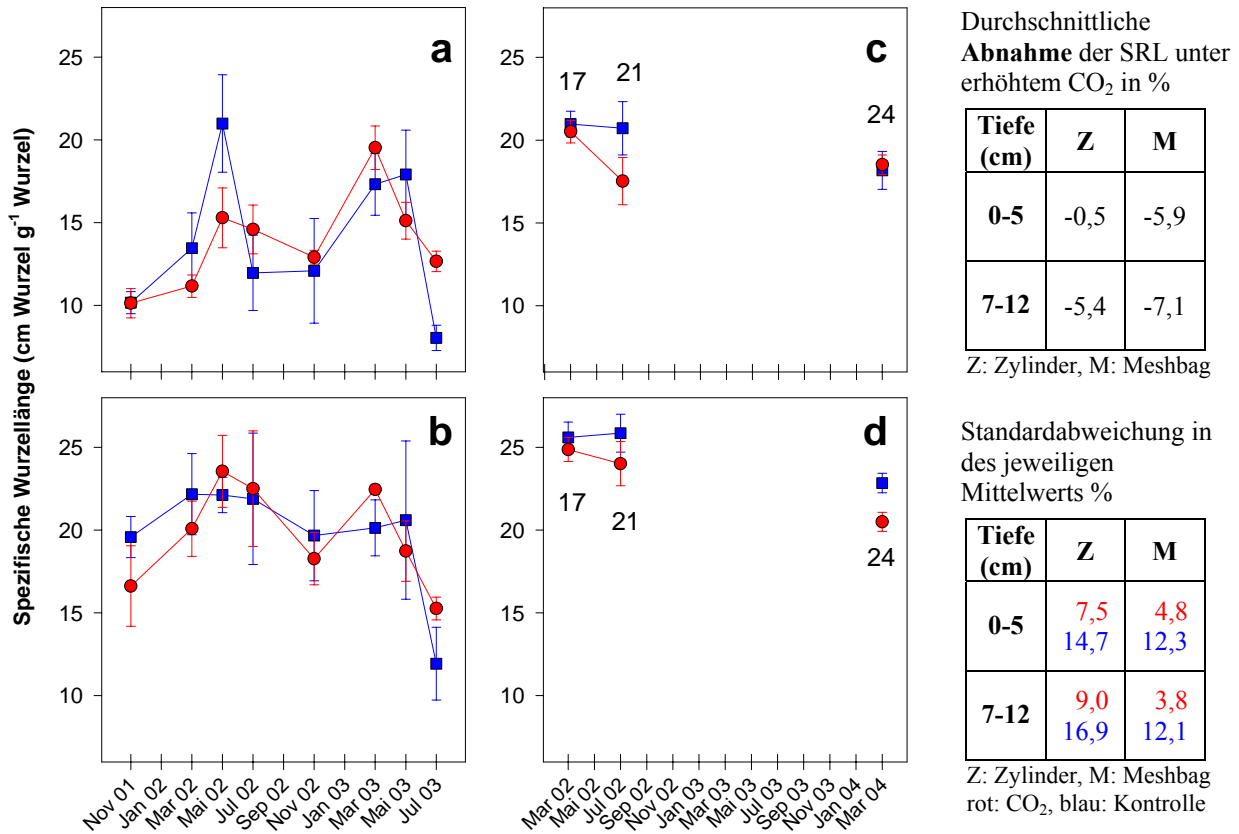 Spezifische Wurzellänge (cm Wurzel g⁻¹ Wurzel)
a
25
20
15
10
c
17
21
24
25
20
15
10
b
25
20
15
10
Nov 01
Jan 02
Mar 02
Mai 02
Jul 02
Sep 02
Nov 02
Jan 03
Mar 03
Mai 03
Jul 03
d
17
21
24
25
20
15
10
Mar 02
Mai 02
Jul 02
Sep 02
Nov 02
Jan 03
Mar 03
Mai 03
Jul 03
Sep 03
Nov 03
Jan 04
Mar 04
Durchschnittliche
Abnahme der SRL unter
erhöhtem CO₂ in %
Tiefe (cm) Z M
0-5 -0,5 -5,9
7-12 -5,4 -7,1
Z: Zylinder, M: Meshbag
Standardabweichung in
des jeweiligen
Mittelwerts %
Tiefe (cm) Z M
0-5 7,5 4,8
14,7 12,3
7-12 9,0 3,8
16,9 12,1
Z: Zylinder, M: Meshbag
rot: CO₂, blau: Kontrolle